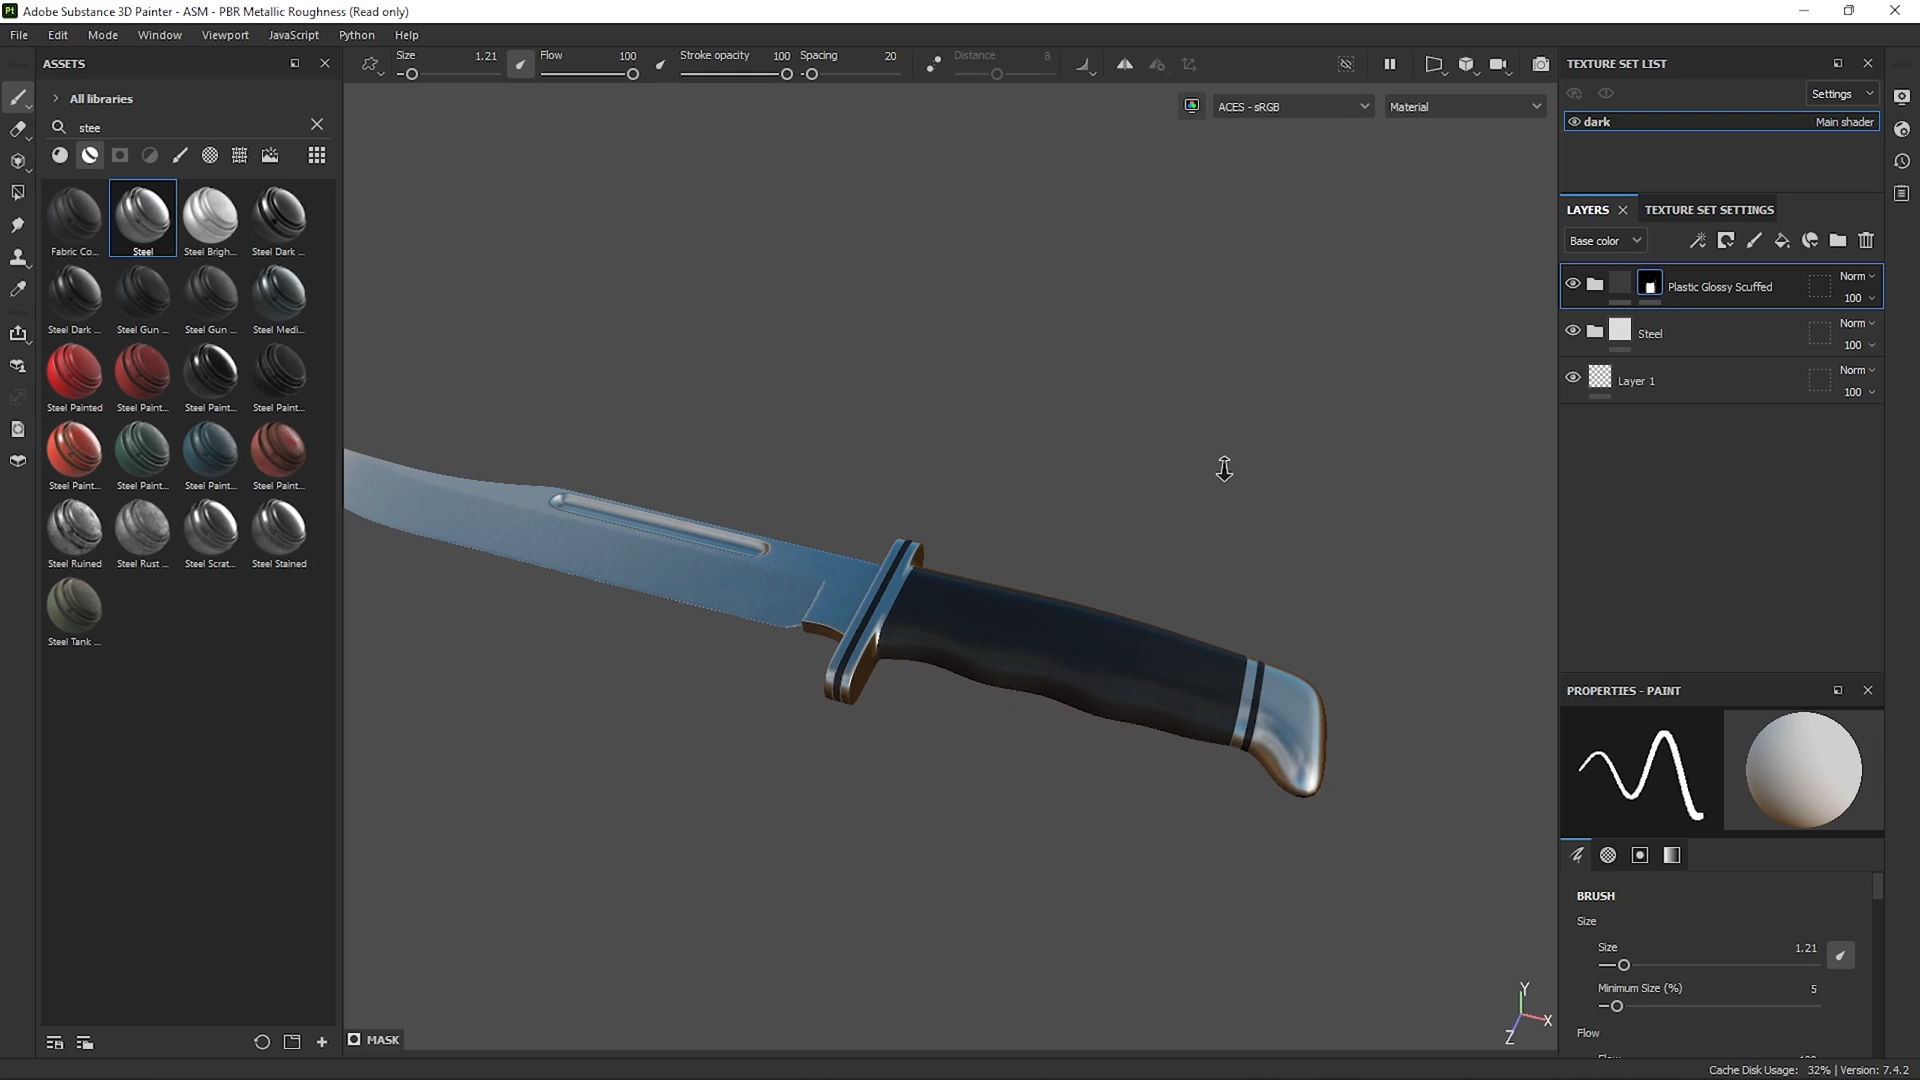 Pt Adobe Substance 3D Painter - ASM - PBR Metallic Roughness (Read only)
File Edit Mode Window Viewport JavaScript Python Help
ASSETS
All libraries
stee
Fabric Co... Steel Steel Brigh... Steel Dark ...
Steel Dark ... Steel Gun ... Steel Gun ... Steel Medi...
Steel Painted Steel Paint... Steel Paint... Steel Paint...
Steel Paint... Steel Paint... Steel Paint... Steel Paint...
Steel Ruined Steel Rust ... Steel Scrat... Steel Stained
Steel Tank ...
Size 1.21 Flow 100 Stroke opacity 100 Spacing 20 Distance 8
ACES - sRGB Material
Y
X
Z
MASK
TEXTURE SET LIST
Settings
dark Main shader
LAYERS TEXTURE SET SETTINGS
Base color
Plastic Glossy Scuffed Norm
100
Steel Norm
100
Layer 1 Norm
100
PROPERTIES - PAINT
BRUSH
Size
Size 1.21
Minimum Size (%) 5
Flow
Cache Disk Usage: 32% | Version: 7.4.2